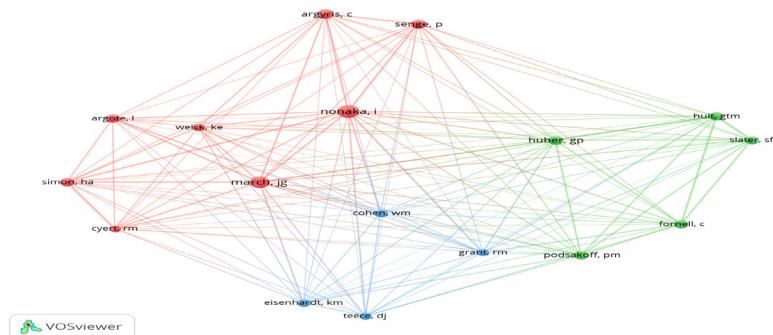 argyris, c
senge, p
nonaka, i
argote, l
weick, ke
hult, gtm
huber, gp
slater, sf
simon, ha
march, jg
cohen, wm
cyert, rm
fornell, c
grant, rm
podsakoff, pm
eisenhardt, km
teece, dj
VOSviewer